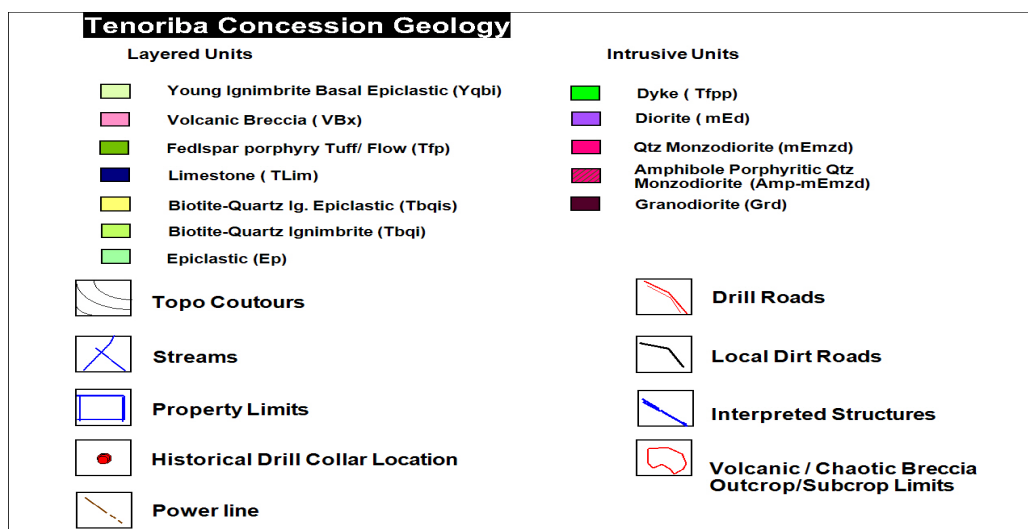 Tenoriba Concession Geology
Layered Units
Young Ignimbrite Basal Epiclastic (Yqbi)
Volcanic Breccia ( VBx)
Fedlspar porphyry Tuff/ Flow (Tfp)
Limestone ( TLim)
Biotite-Quartz Ig. Epiclastic (Tbqis)
Biotite-Quartz Ignimbrite (Tbqi)
Epiclastic (Ep)
Intrusive Units
Dyke ( Tfpp)
Diorite ( mEd)
Qtz Monzodiorite (mEmzd)
Amphibole Porphyritic Qtz
Monzodiorite (Amp-mEmzd)
Granodiorite (Grd)
Topo Coutours
Streams
Property Limits
Historical Drill Collar Location
Power line
Drill Roads
Local Dirt Roads
Interpreted Structures
Volcanic / Chaotic Breccia
Outcrop/Subcrop Limits